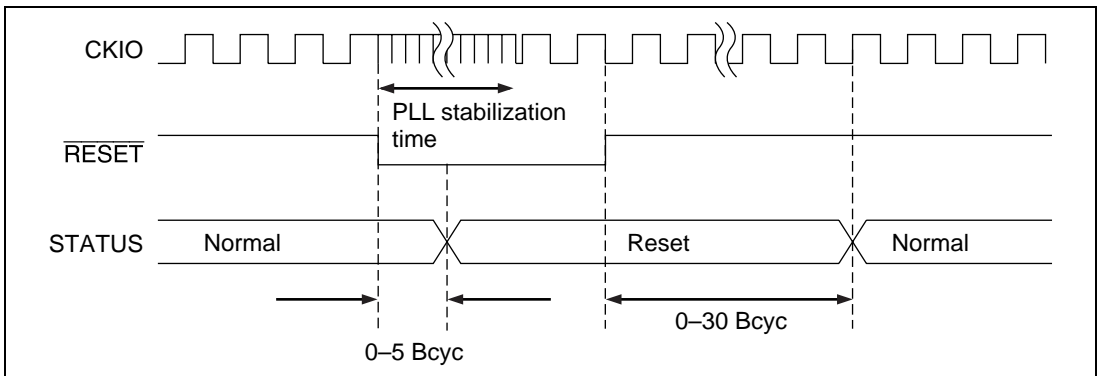 CKIO
PLL stabilization
time
RESET
STATUS
Normal
Reset
Normal
0–5 Bcyc
0–30 Bcyc